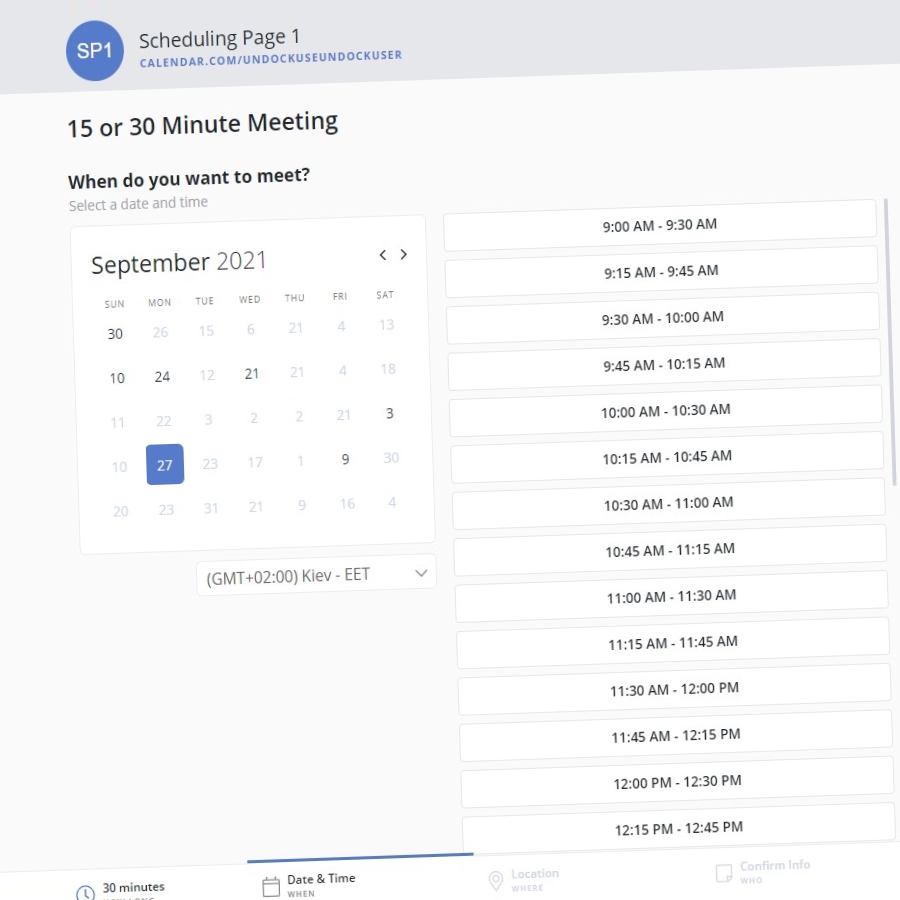 SP1
Scheduling Page 1
CALENDAR.COM/UNDOCKUSEUNDOCKUSER
15 or 30 Minute Meeting
When do you want to meet?
Select a date and time
September 2021
SUN MON TUE WED THU FRI SAT
30 26 15 6 21 4 13
10 24 12 21 21 4 18
11 22 3 2 2 21 3
10 27 23 17 1 9 30
20 23 31 21 9 16 4
(GMT+02:00) Kiev - EET
9:00 AM - 9:30 AM
9:15 AM - 9:45 AM
9:30 AM - 10:00 AM
9:45 AM - 10:15 AM
10:00 AM - 10:30 AM
10:15 AM - 10:45 AM
10:30 AM - 11:00 AM
10:45 AM - 11:15 AM
11:00 AM - 11:30 AM
11:15 AM - 11:45 AM
11:30 AM - 12:00 PM
11:45 AM - 12:15 PM
12:00 PM - 12:30 PM
12:15 PM - 12:45 PM
30 minutes
Date & Time
WHEN
Location
WHERE
Confirm Info
WHO